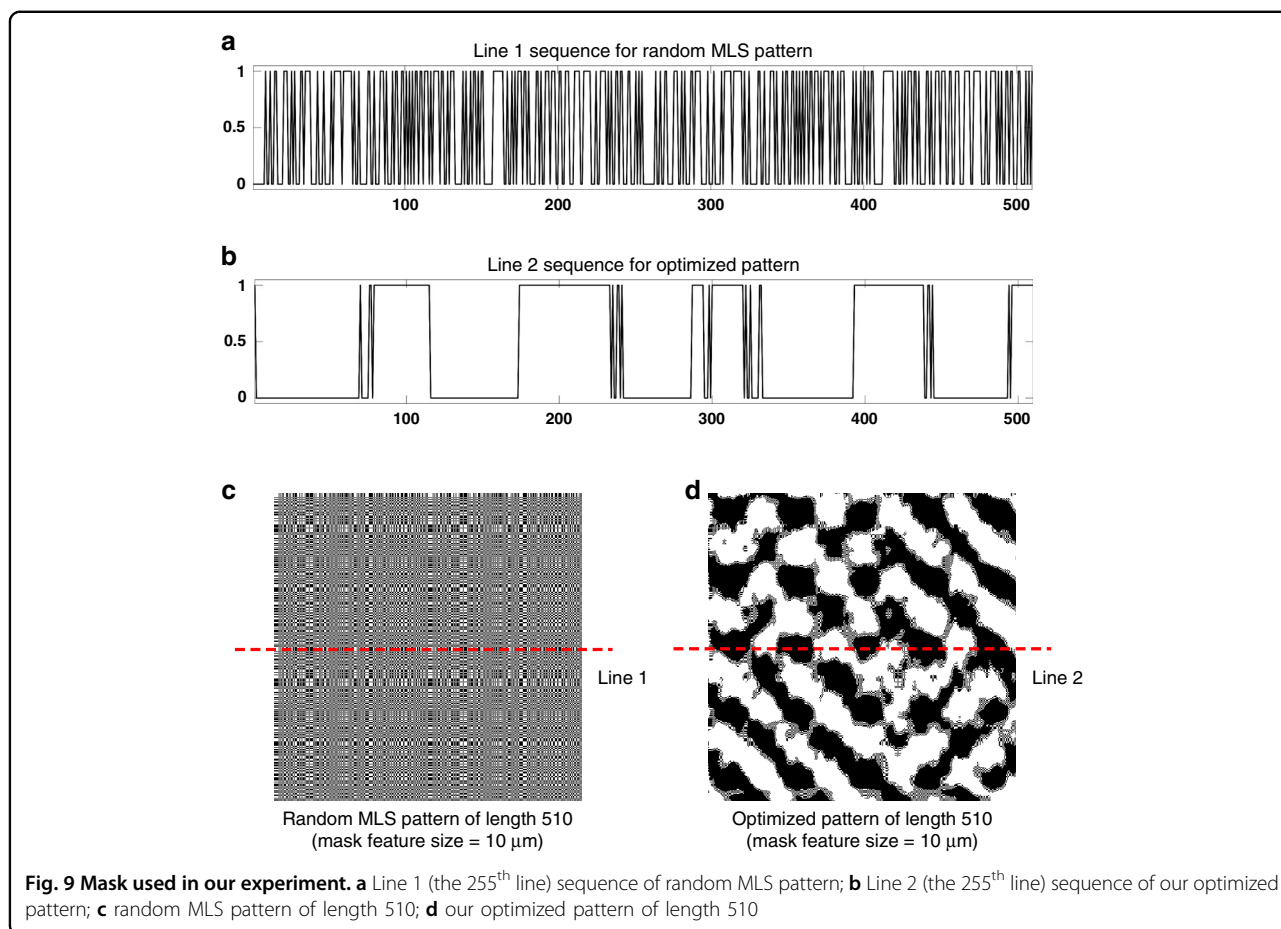 a
Line 1 sequence for random MLS pattern
1
0.5
0
100 200 300 400 500
b
Line 2 sequence for optimized pattern
1
0.5
0
100 200 300 400 500
c
d
Line 1
Line 2
Random MLS pattern of length 510
(mask feature size = 10 μm)
Optimized pattern of length 510
(mask feature size = 10 μm)
Fig. 9 Mask used in our experiment. a Line 1 (the 255th line) sequence of random MLS pattern; b Line 2 (the 255th line) sequence of our optimized
pattern; c random MLS pattern of length 510; d our optimized pattern of length 510